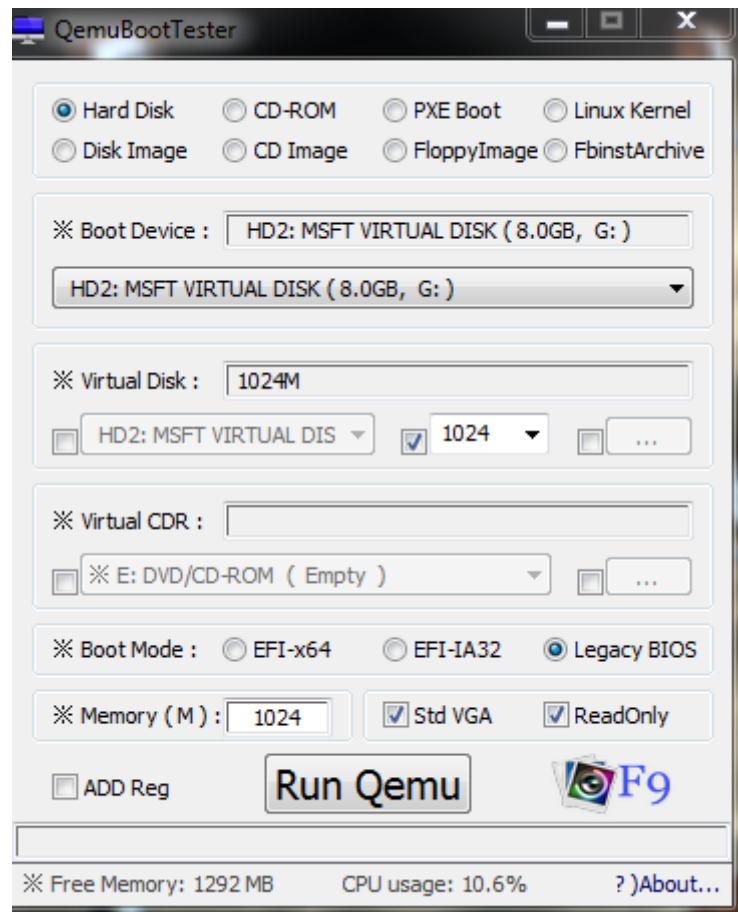 QemuBootTester
Hard Disk CD-ROM PXE Boot Linux Kernel
Disk Image CD Image FloppyImage FbinstArchive
※ Boot Device : HD2: MSFT VIRTUAL DISK ( 8.0GB, G: )
HD2: MSFT VIRTUAL DISK ( 8.0GB, G: )
※ Virtual Disk : 1024M
HD2: MSFT VIRTUAL DIS 1024 ...
※ Virtual CDR :
※ E: DVD/CD-ROM ( Empty ) ...
※ Boot Mode : EFI-x64 EFI-IA32 Legacy BIOS
※ Memory ( M ) : 1024 Std VGA ReadOnly
ADD Reg Run Qemu F9
※ Free Memory: 1292 MB CPU usage: 10.6% ? )About...